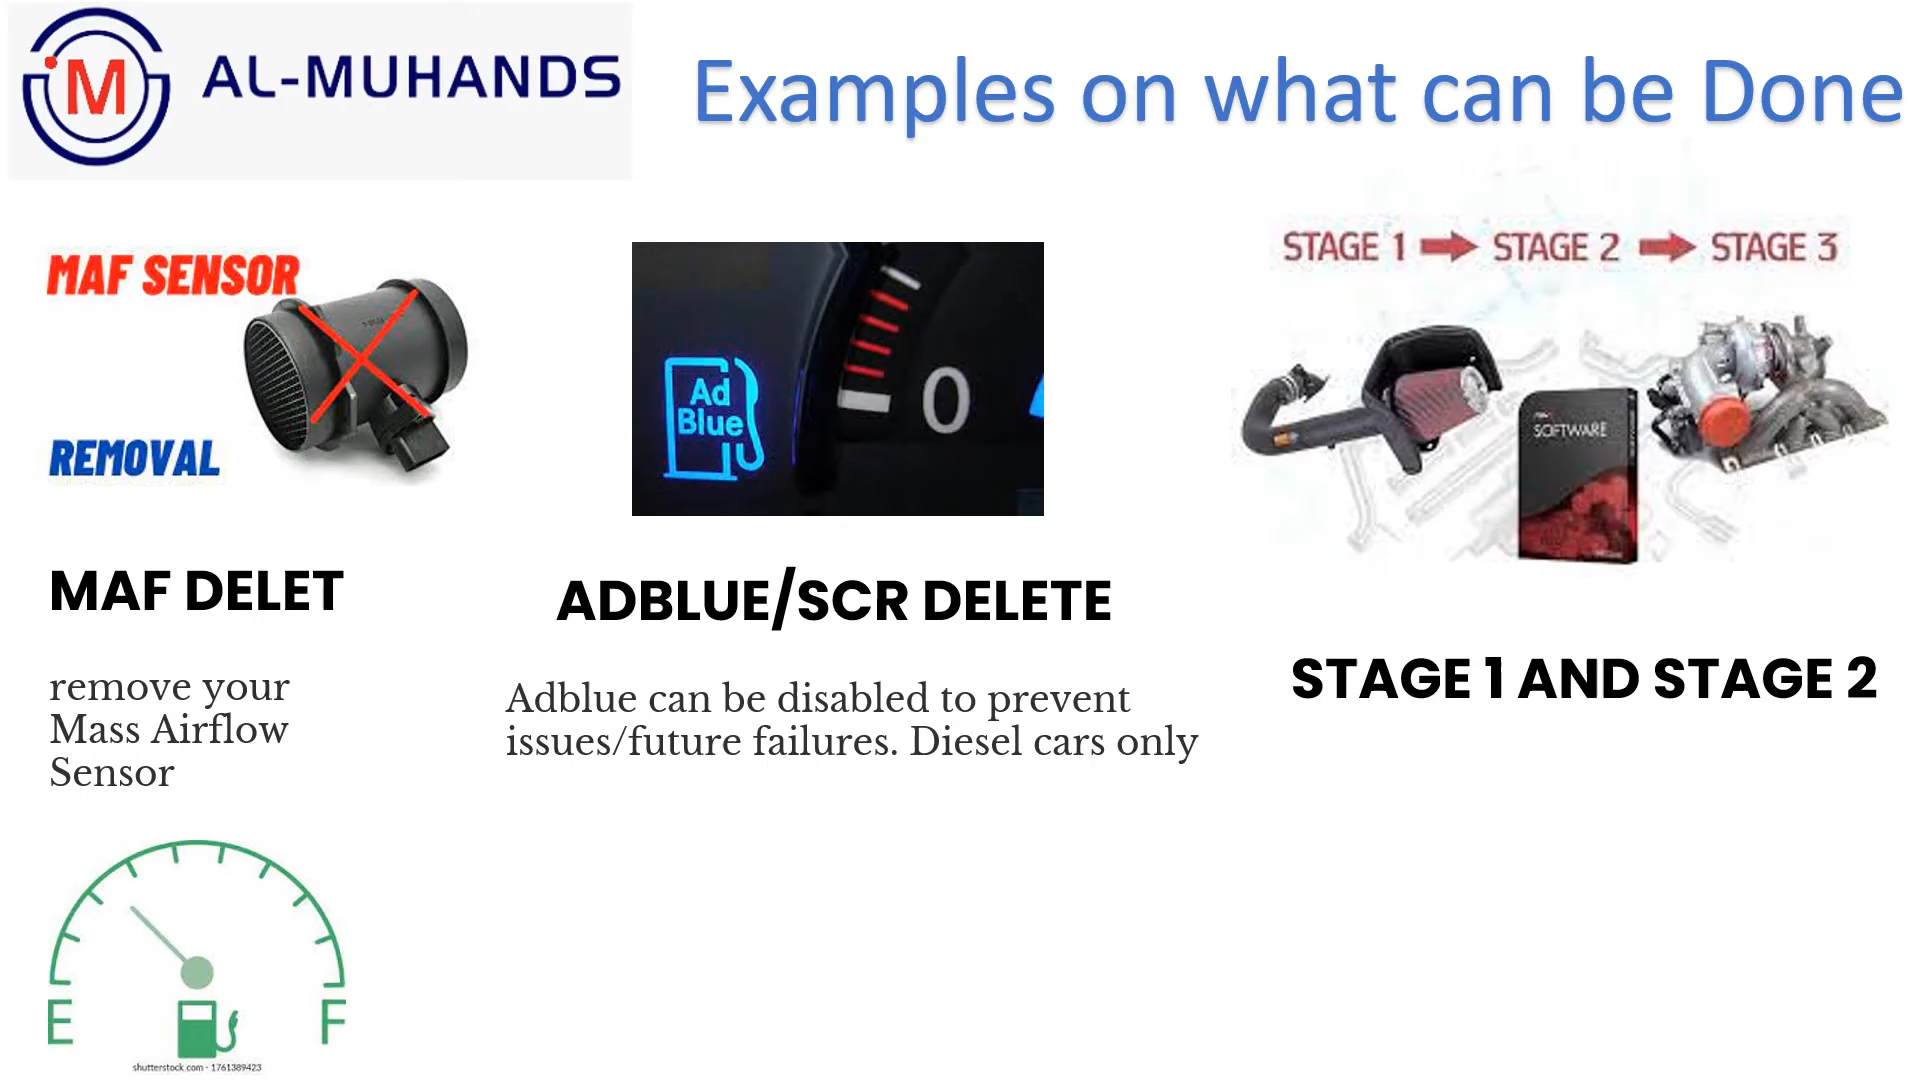 M
AL-MUHANDS
Examples on what can be Done
MAF SENSOR
REMOVAL
Ad
Blue
0
STAGE 1 STAGE 2 STAGE 3
SOFTWARE
MAF DELET
ADBLUE/SCR DELETE
STAGE 1 AND STAGE 2
remove your
Mass Airflow
Sensor
Adblue can be disabled to prevent
issues/future failures. Diesel cars only
E F
shutterstock.com · 1761389423